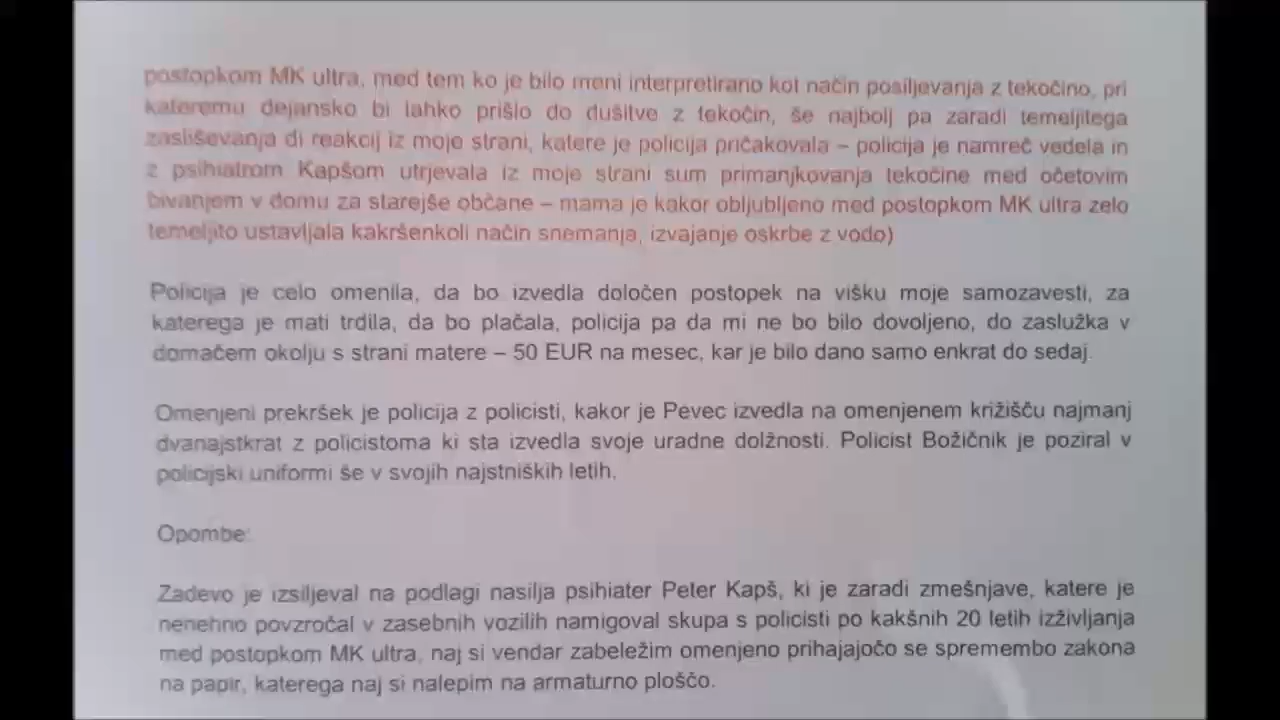 postopkom MK ultra, med tem ko je bilo meni interpretirano kot način posiljevanja z tekočino, pri
kateremu dejansko bi lahko prišlo do dušitve z tekočin, še najbolj pa zaradi temeljitega
zasliševanja di reakcij iz moje strani, katere je policija pričakovala – policija je namreč vedela in
z psihiatrom Kapšom utrjevala iz moje strani sum primanjkovanja tekočine med očetovim
bivanjem v domu za starejše občane – mama je kakor obljubljeno med postopkom MK ultra zelo
temeljito ustavljala kakršenkoli način snemanja, izvajanje oskrbe z vodo)
Policija je celo omenila, da bo izvedla določen postopek na višku moje samozavesti, za
katerega je mati trdila, da bo plačala, policija pa da mi ne bo bilo dovoljeno, do zaslužka v
domačem okolju s strani matere – 50 EUR na mesec, kar je bilo dano samo enkrat do sedaj.
Omenjeni prekršek je policija z policisti, kakor je Pevec izvedla na omenjenem križišču najmanj
dvanajstkrat z policistoma ki sta izvedla svoje uradne dolžnosti. Policist Božičnik je poziral v
policijski uniformi še v svojih najstniških letih.
Opombe:
Zadevo je izsiljeval na podlagi nasilja psihiater Peter Kapš, ki je zaradi zmešnjave, katere je
nenehno povzročal v zasebnih vozilih namigoval skupa s policisti po kakšnih 20 letih izživljanja
med postopkom MK ultra, naj si vendar zabeležim omenjeno prihajajočo se spremembo zakona
na papir, katerega naj si nalepim na armaturno ploščo.